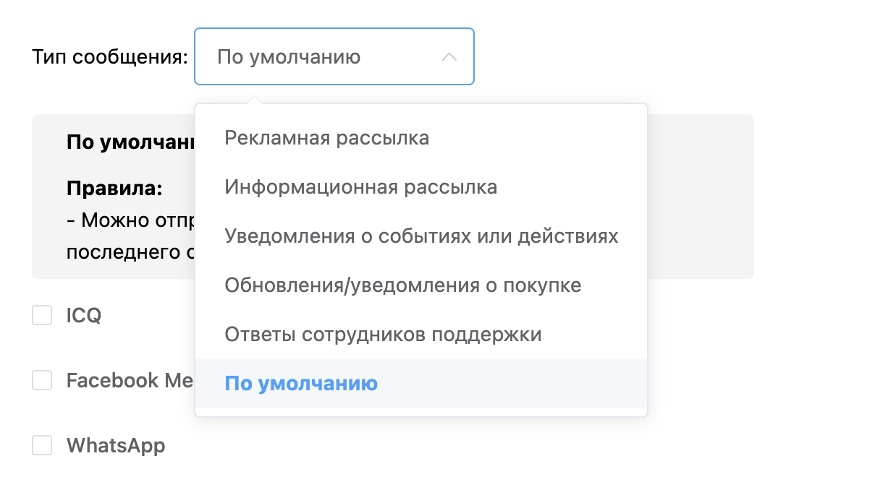 Тип сообщения: По умолчанию
Рекламная рассылка
Информационная рассылка
Уведомления о событиях или действиях
Обновления/уведомления о покупке
Ответы сотрудников поддержки
По умолчанию
По умолчан
Правила:
- Можно отпр
последнего с
ICQ
Facebook Me
WhatsApp